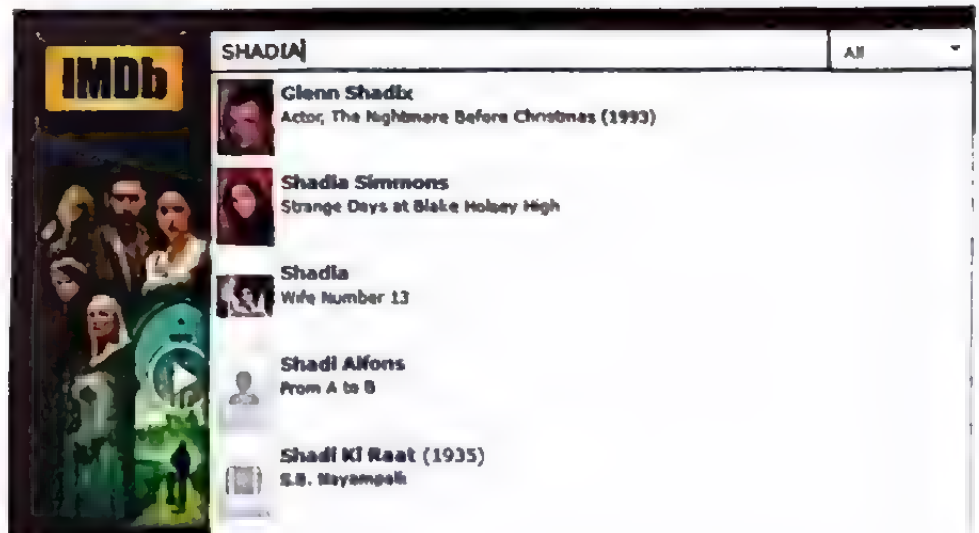 IMDb
SHADIA
All
Glenn Shadix
Actor, The Nightmare Before Christmas (1993)
Shadia Simmons
Strange Days at Blake Holsey High
Shadia
Wife Number 13
Shadi Alfons
From A to B
Shadi Ki Raat (1935)
S.B. Nayampalli